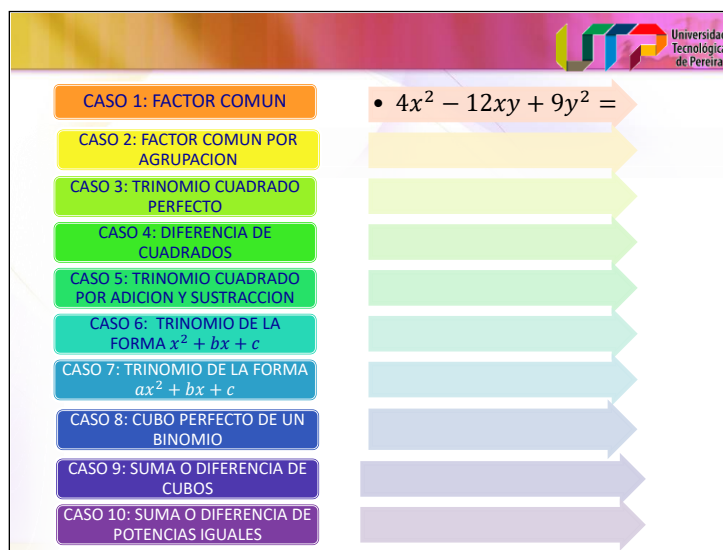 Universidad
Tecnológica
de Pereira
CASO 1: FACTOR COMUN
• 4x² − 12xy + 9y² =
CASO 2: FACTOR COMUN POR
AGRUPACION
CASO 3: TRINOMIO CUADRADO
PERFECTO
CASO 4: DIFERENCIA DE
CUADRADOS
CASO 5: TRINOMIO CUADRADO
POR ADICION Y SUSTRACCION
CASO 6: TRINOMIO DE LA
FORMA x² + bx + c
CASO 7: TRINOMIO DE LA FORMA
ax² + bx + c
CASO 8: CUBO PERFECTO DE UN
BINOMIO
CASO 9: SUMA O DIFERENCIA DE
CUBOS
CASO 10: SUMA O DIFERENCIA DE
POTENCIAS IGUALES